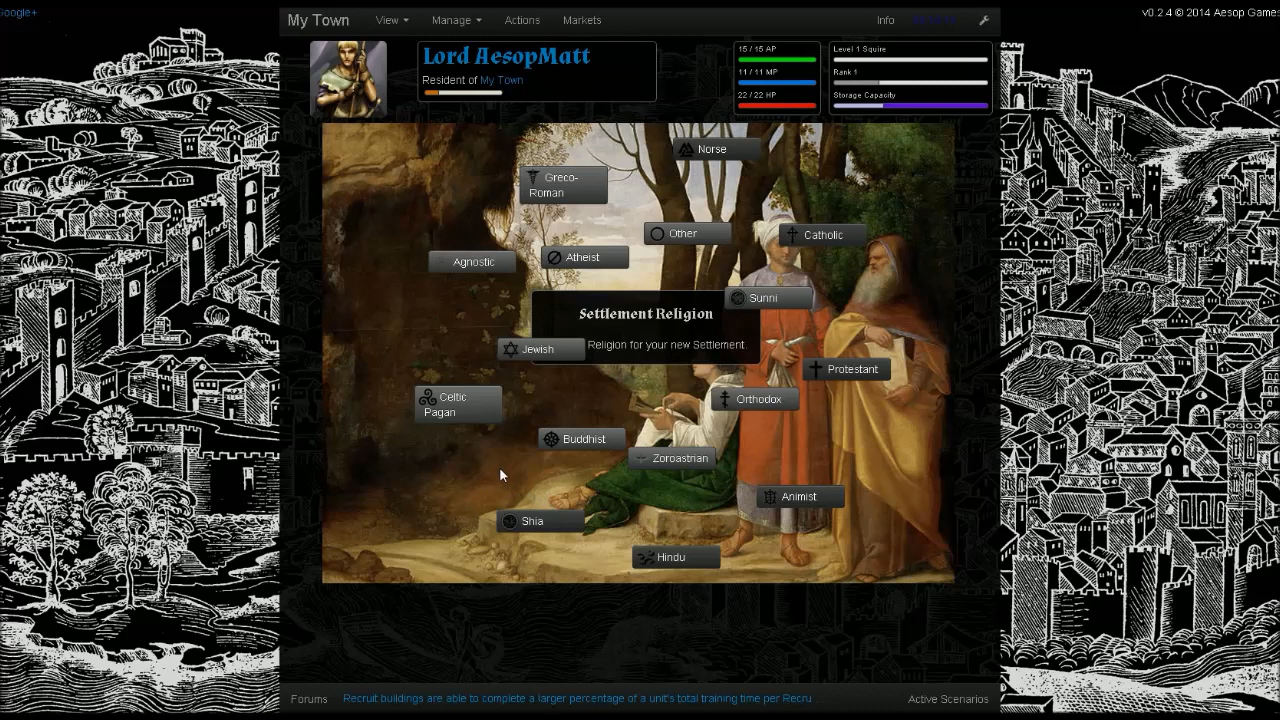 Google+
My Town
View
Manage
Actions
Markets
Info
v0.2.4 © 2014 Aesop Games
Lord AesopMatt
Resident of My Town
15 / 15 AP
11 / 11 MP
22 / 22 HP
Level 1 Squire
Rank 1
Storage Capacity
Norse
Greco-
Roman
Other
Catholic
Atheist
Agnostic
Sunni
Settlement Religion
Religion for your new Settlement.
Jewish
Protestant
Celtic
Pagan
Orthodox
Buddhist
Zoroastrian
Animist
Shia
Hindu
Forums
Recruit buildings are able to complete a larger percentage of a unit's total training time per Recru ...
Active Scenarios